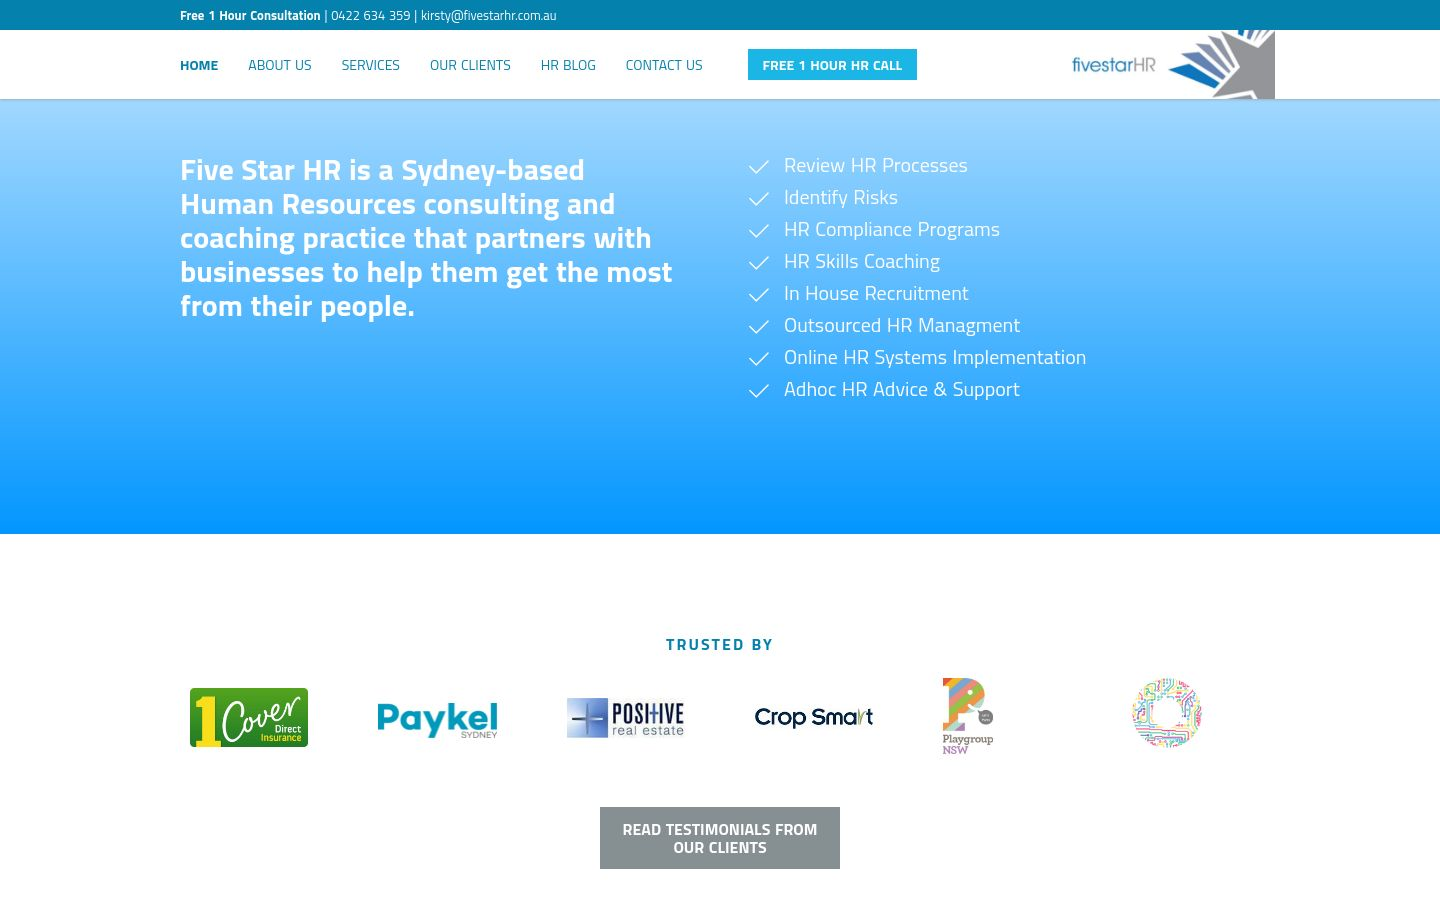 Free 1 Hour Consultation | 0422 634 359 | kirsty@fivestarhr.com.au
HOME ABOUT US SERVICES OUR CLIENTS HR BLOG CONTACT US FREE 1 HOUR HR CALL fivestarHR
Five Star HR is a Sydney-based
Human Resources consulting and
coaching practice that partners with
businesses to help them get the most
from their people.
Review HR Processes
Identify Risks
HR Compliance Programs
HR Skills Coaching
In House Recruitment
Outsourced HR Managment
Online HR Systems Implementation
Adhoc HR Advice & Support
TRUSTED BY
1Cover
Direct
Insurance
Paykel
SYDNEY
POSITIVE
real estate
Crop Smart
Playgroup
NSW
READ TESTIMONIALS FROM
OUR CLIENTS